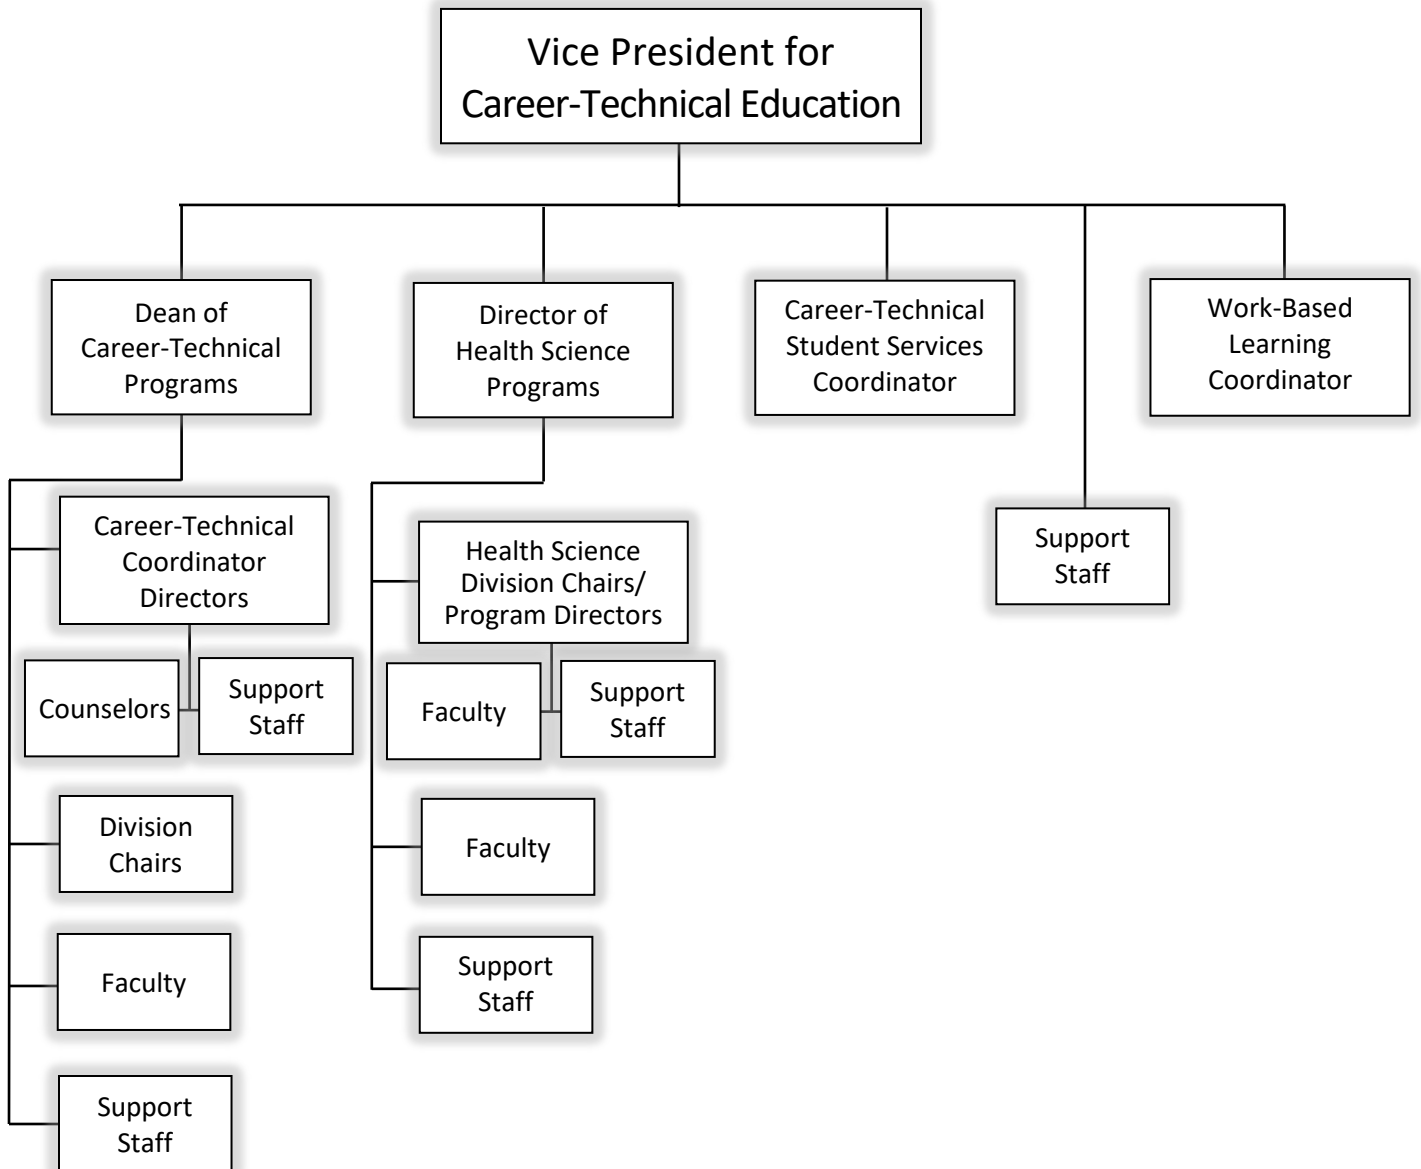 Vice President for
Career-Technical Education
Dean of
Career-Technical
Programs
Director of
Health Science
Programs
Career-Technical
Student Services
Coordinator
Work-Based
Learning
Coordinator
Support
Staff
Career-Technical
Coordinator
Directors
Counselors
Support
Staff
Division
Chairs
Faculty
Support
Staff
Health Science
Division Chairs/
Program Directors
Faculty
Support
Staff
Faculty
Support
Staff